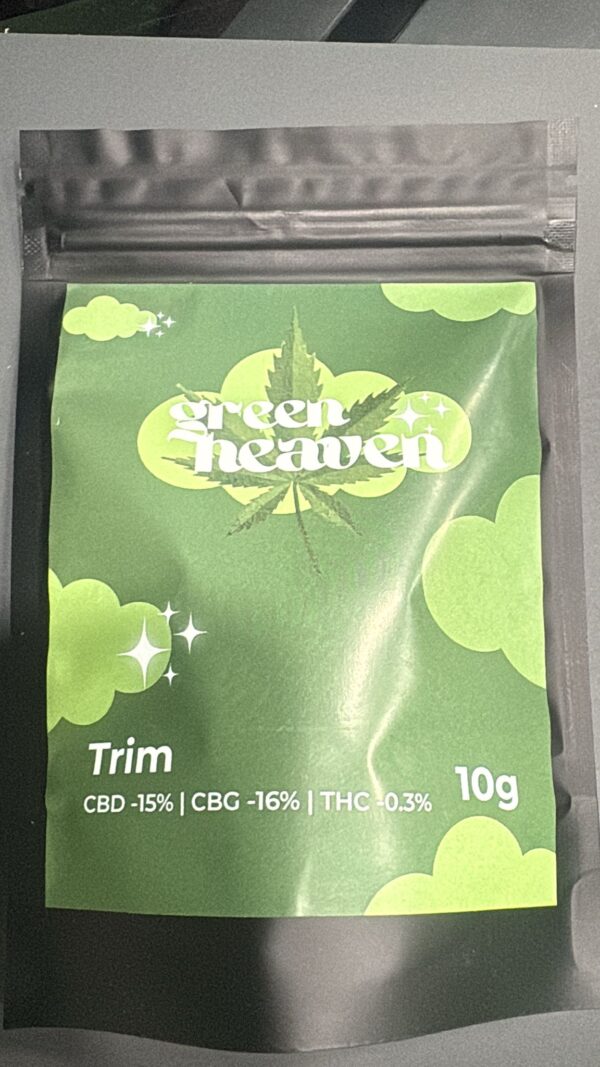 green
heaven
Trim
CBD -15% | CBG -16% | THC -0.3%
10g